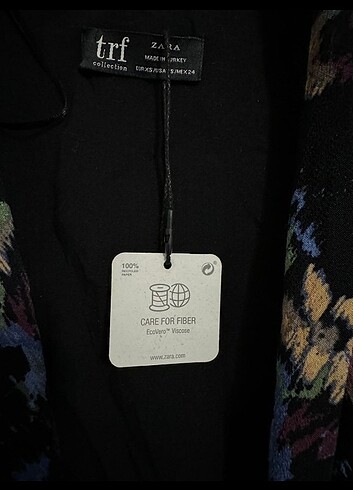 trf
collection
ZARA
MADE IN TURKEY
EUR XS/USA XS/MEX 24
100%
RECYCLED
PAPER
CARE FOR FIBER
EcoVero™ Viscose
www.zara.com